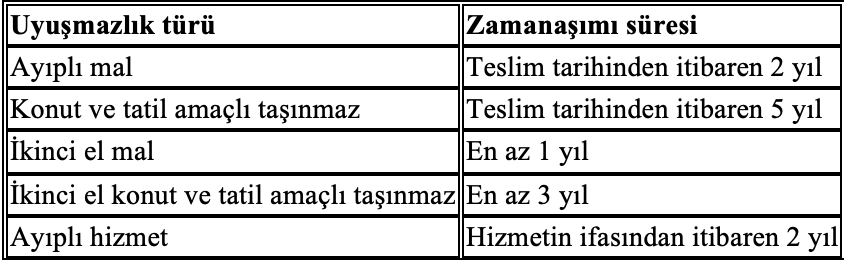 Uyuşmazlık türü Zamanaşımı süresi
Ayıplı mal Teslim tarihinden itibaren 2 yıl
Konut ve tatil amaçlı taşınmaz Teslim tarihinden itibaren 5 yıl
İkinci el mal En az 1 yıl
İkinci el konut ve tatil amaçlı taşınmaz En az 3 yıl
Ayıplı hizmet Hizmetin ifasından itibaren 2 yıl